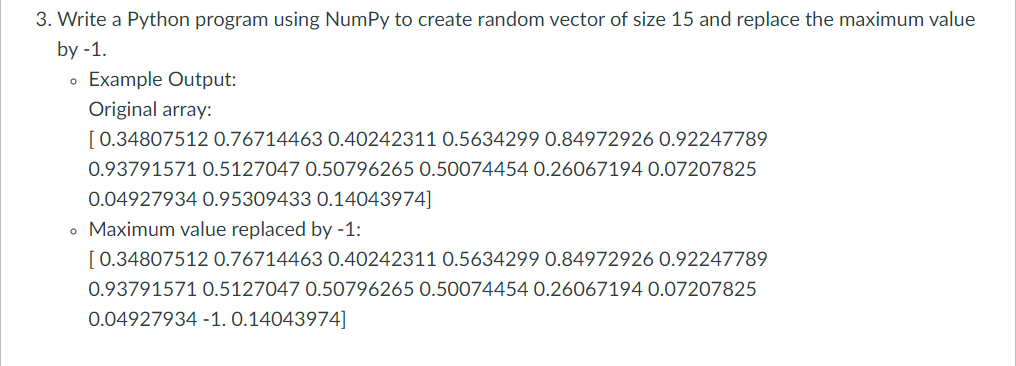 3. Write a Python program using NumPy to create random vector of size 15 and replace the maximum value
by -1.
◦ Example Output:
Original array:
[ 0.34807512 0.76714463 0.40242311 0.5634299 0.84972926 0.92247789
0.93791571 0.5127047 0.50796265 0.50074454 0.26067194 0.07207825
0.04927934 0.95309433 0.14043974]
◦ Maximum value replaced by -1:
[ 0.34807512 0.76714463 0.40242311 0.5634299 0.84972926 0.92247789
0.93791571 0.5127047 0.50796265 0.50074454 0.26067194 0.07207825
0.04927934 -1. 0.14043974]